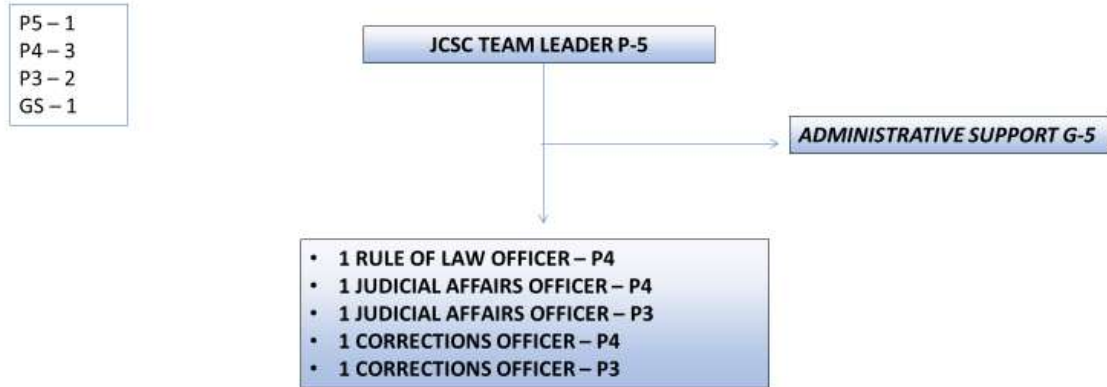 P5 – 1
P4 – 3
P3 – 2
GS – 1
JCSC TEAM LEADER P-5
ADMINISTRATIVE SUPPORT G-5
• 1 RULE OF LAW OFFICER – P4
• 1 JUDICIAL AFFAIRS OFFICER – P4
• 1 JUDICIAL AFFAIRS OFFICER – P3
• 1 CORRECTIONS OFFICER – P4
• 1 CORRECTIONS OFFICER – P3